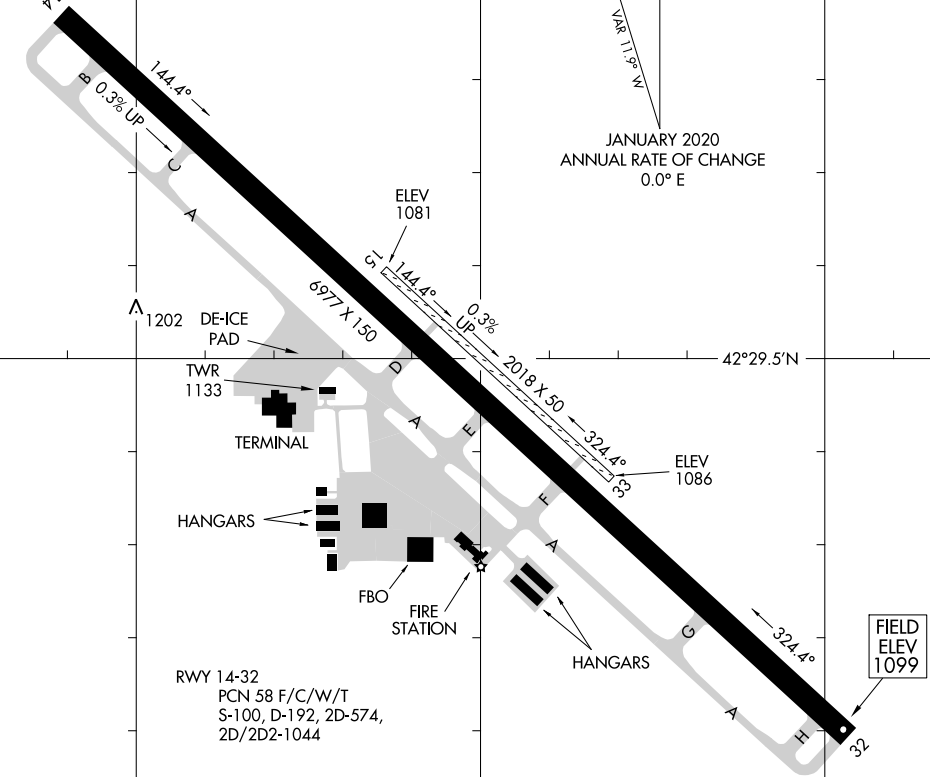 VAR 11.9° W
JANUARY 2020
ANNUAL RATE OF CHANGE
0.0° E
B
144.4°
0.3% UP
C
A
ELEV
1081
15
144.4°
0.3%
UP
6977 X 150
2018 X 50
1202
DE-ICE
PAD
42°29.5'N
TWR
1133
D
A
E
TERMINAL
324.4°
ELEV
1086
33
F
HANGARS
A
FBO
FIRE
STATION
G
324.4°
FIELD
ELEV
1099
HANGARS
RWY 14-32
PCN 58 F/C/W/T
S-100, D-192, 2D-574,
2D/2D2-1044
A
H
32